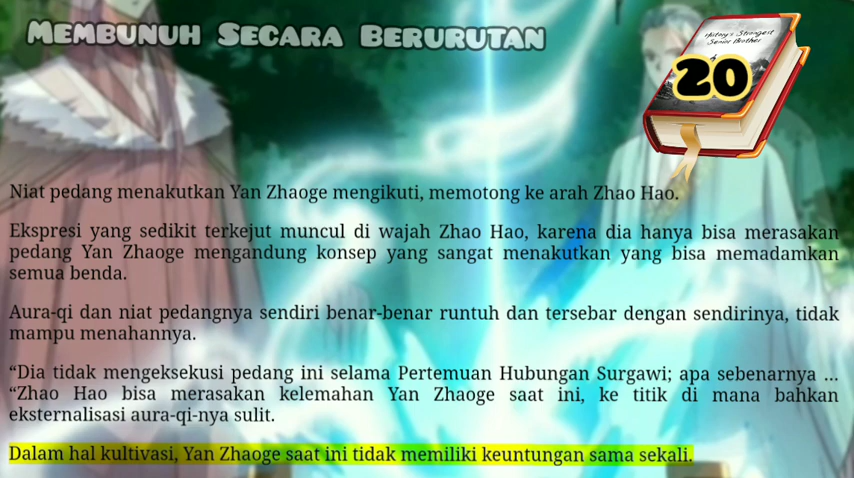 MEMBUNUH SECARA BERURUTAN
History's Strongest
Senior Brother
20
Niat pedang menakutkan Yan Zhaoge mengikuti, memotong ke arah Zhao Hao.
Ekspresi yang sedikit terkejut muncul di wajah Zhao Hao, karena dia hanya bisa merasakan
pedang Yan Zhaoge mengandung konsep yang sangat menakutkan yang bisa memadamkan
semua benda.
Aura-qi dan niat pedangnya sendiri benar-benar runtuh dan tersebar dengan sendirinya, tidak
mampu menahannya.
“Dia tidak mengeksekusi pedang ini selama Pertemuan Hubungan Surgawi; apa sebenarnya ...
“Zhao Hao bisa merasakan kelemahan Yan Zhaoge saat ini, ke titik di mana bahkan
eksternalisasi aura-qi-nya sulit.
Dalam hal kultivasi, Yan Zhaoge saat ini tidak memiliki keuntungan sama sekali.